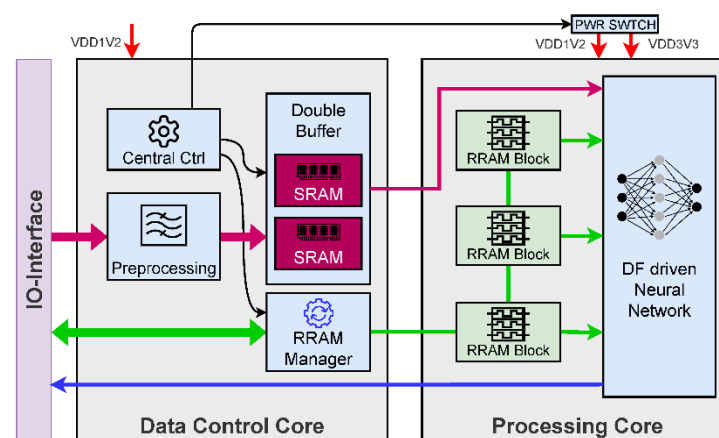 PWR SWTCH
VDD1V2
VDD1V2
VDD3V3
IO-Interface
Central Ctrl
Double
Buffer
SRAM
SRAM
Preprocessing
RRAM
Manager
RRAM Block
RRAM Block
RRAM Block
DF driven
Neural
Network
Data Control Core
Processing Core